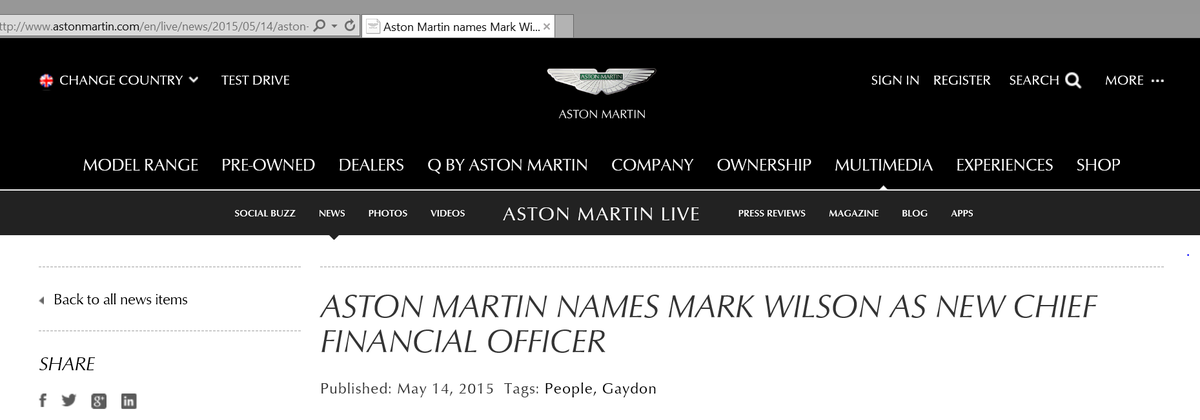 ttp://www.astonmartin.com/en/live/news/2015/05/14/aston- Aston Martin names Mark Wi... ×
CHANGE COUNTRY TEST DRIVE ASTON MARTIN SIGN IN REGISTER SEARCH MORE ···
ASTON MARTIN
MODEL RANGE PRE-OWNED DEALERS Q BY ASTON MARTIN COMPANY OWNERSHIP MULTIMEDIA EXPERIENCES SHOP
SOCIAL BUZZ NEWS PHOTOS VIDEOS ASTON MARTIN LIVE PRESS REVIEWS MAGAZINE BLOG APPS
Back to all news items
ASTON MARTIN NAMES MARK WILSON AS NEW CHIEF
FINANCIAL OFFICER
SHARE
Published: May 14, 2015 Tags: People, Gaydon